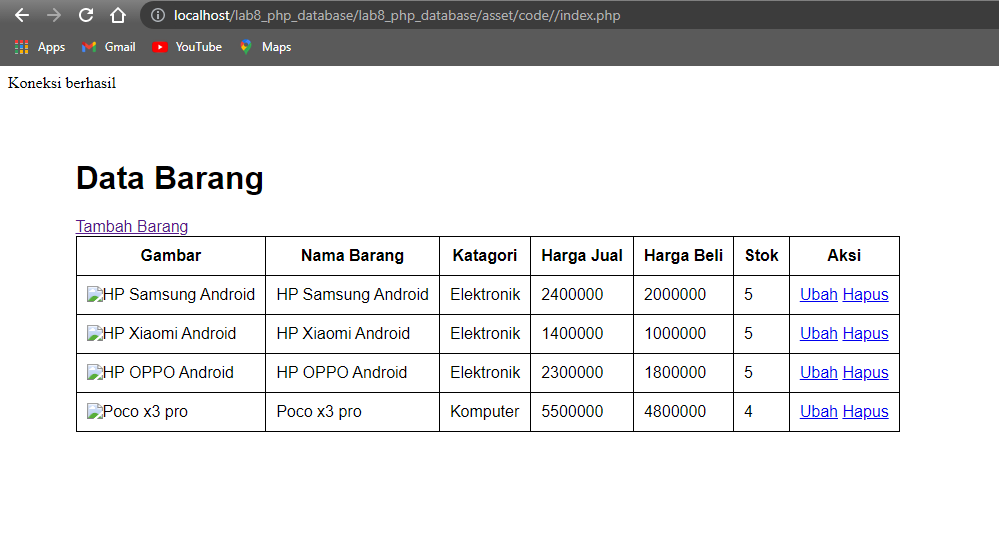 localhost/lab8_php_database/lab8_php_database/asset/code//index.php
Apps Gmail YouTube Maps
Koneksi berhasil
Data Barang
Tambah Barang
Gambar Nama Barang Katagori Harga Jual Harga Beli Stok Aksi
HP Samsung Android HP Samsung Android Elektronik 2400000 2000000 5 Ubah Hapus
HP Xiaomi Android HP Xiaomi Android Elektronik 1400000 1000000 5 Ubah Hapus
HP OPPO Android HP OPPO Android Elektronik 2300000 1800000 5 Ubah Hapus
Poco x3 pro Poco x3 pro Komputer 5500000 4800000 4 Ubah Hapus